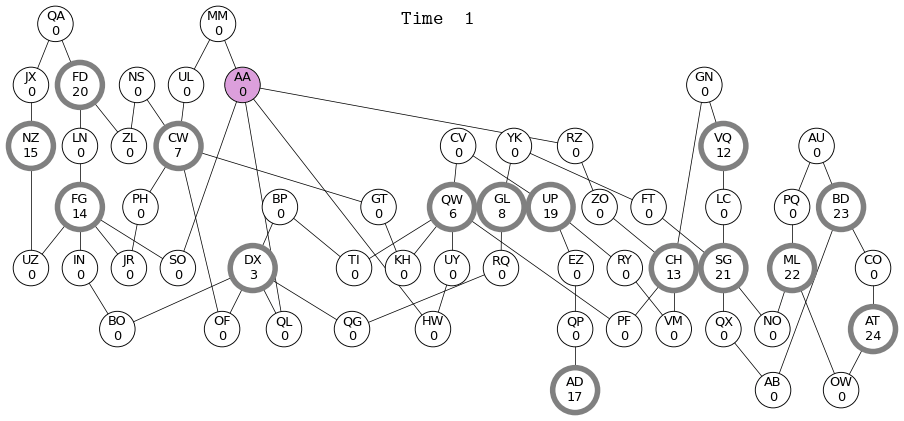 Time 1
QA
0
MM
0
JX
0
FD
20
NS
0
UL
0
AA
0
GN
0
NZ
15
LN
0
ZL
0
CW
7
CV
0
YK
0
RZ
0
VQ
12
AU
0
FG
14
PH
0
BP
0
GT
0
QW
6
GL
8
UP
19
ZO
0
FT
0
LC
0
PQ
0
BD
23
UZ
0
IN
0
JR
0
SO
0
DX
3
TI
0
KH
0
UY
0
RQ
0
EZ
0
RY
0
CH
13
SG
21
ML
22
CO
0
BO
0
OF
0
QL
0
QG
0
HW
0
QP
0
PF
0
VM
0
QX
0
NO
0
AT
24
AD
17
AB
0
OW
0